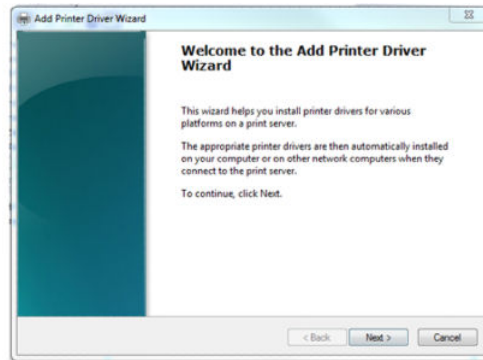 Add Printer Driver Wizard
Welcome to the Add Printer Driver
Wizard
This wizard helps you install printer drivers for various
platforms on a print server.
The appropriate printer drivers are then automatically installed
on your computer or on other network computers when they
connect to the print server.
To continue, click Next.
< Back Next > Cancel